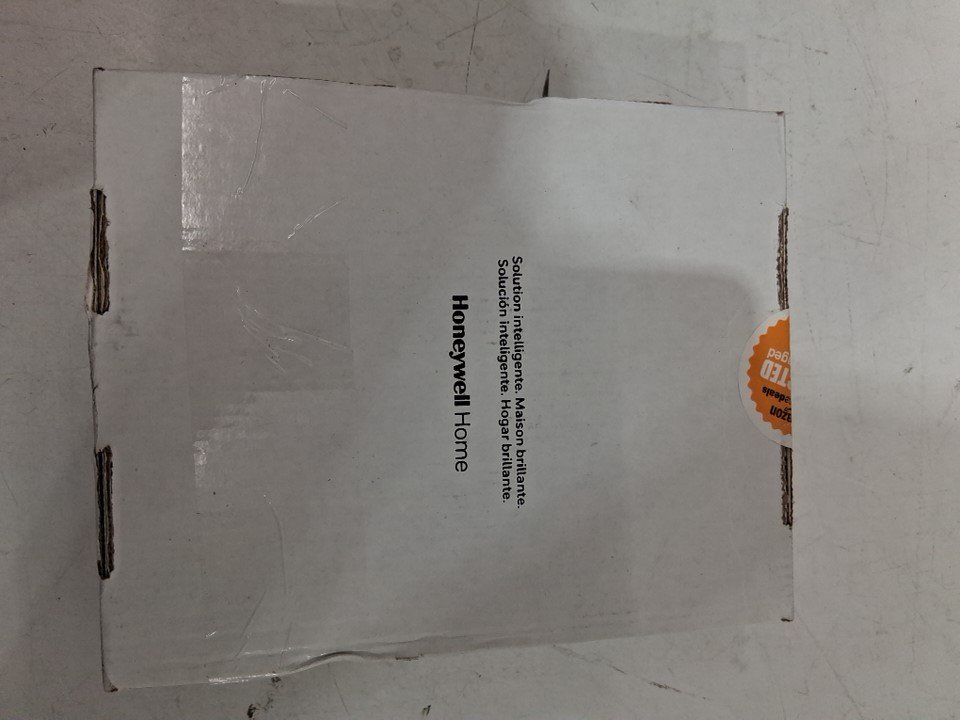 Solution intelligente. Maison brillante.
Solución inteligente. Hogar brillante.
Honeywell Home